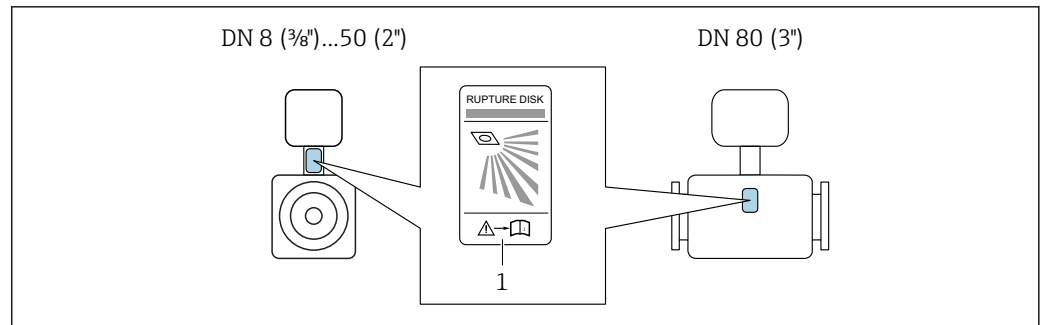 DN 8 (⅜")...50 (2")
DN 80 (3")
RUPTURE DISK
1